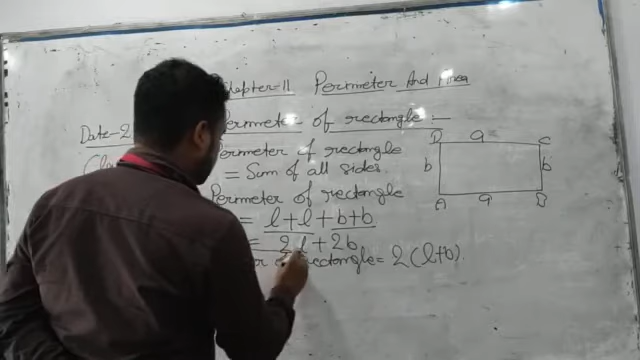 Chapter-11 Perimeter And Area
Date-2
Perimeter of rectangle :-
Perimeter of rectangle
= Sum of all sides
Perimeter of rectangle
= l + l + b + b
= 2l + 2b
of rectangle = 2(l+b).
D a C
b b
A a B